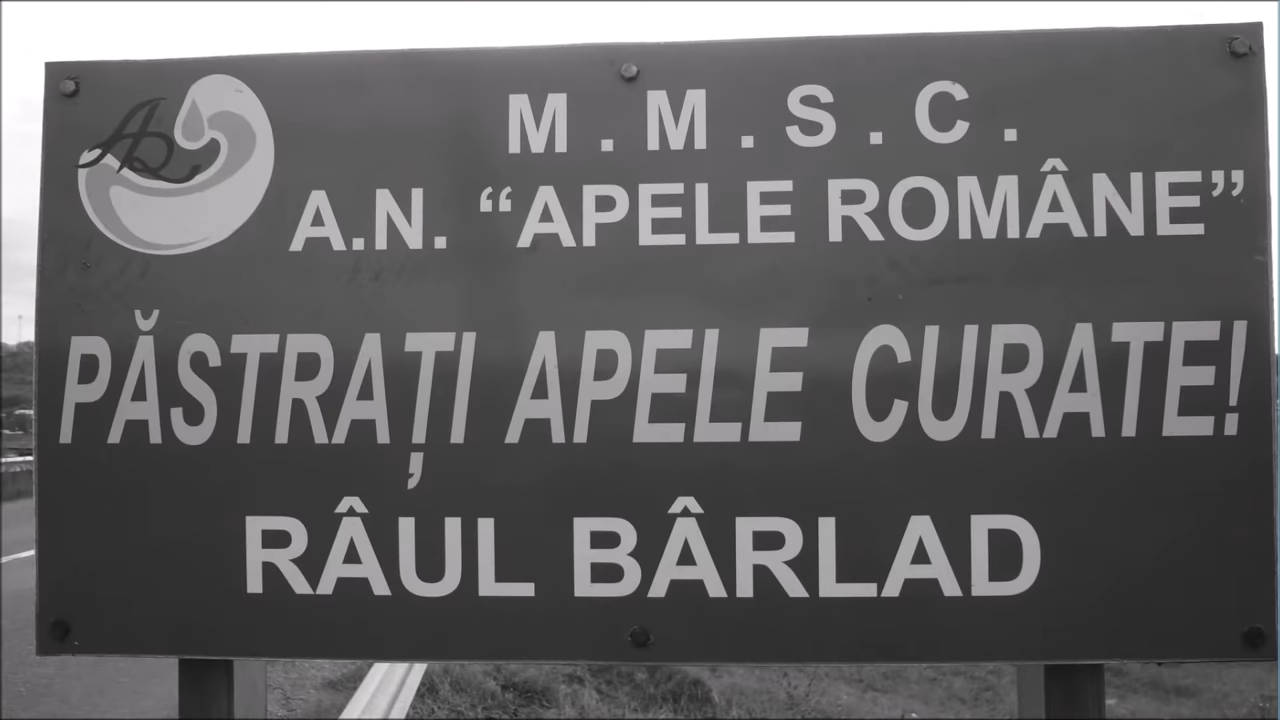 M.M.S.C.
A.N. “APELE ROMÂNE”
PĂSTRAȚI APELE CURATE!
RÂUL BÂRLAD